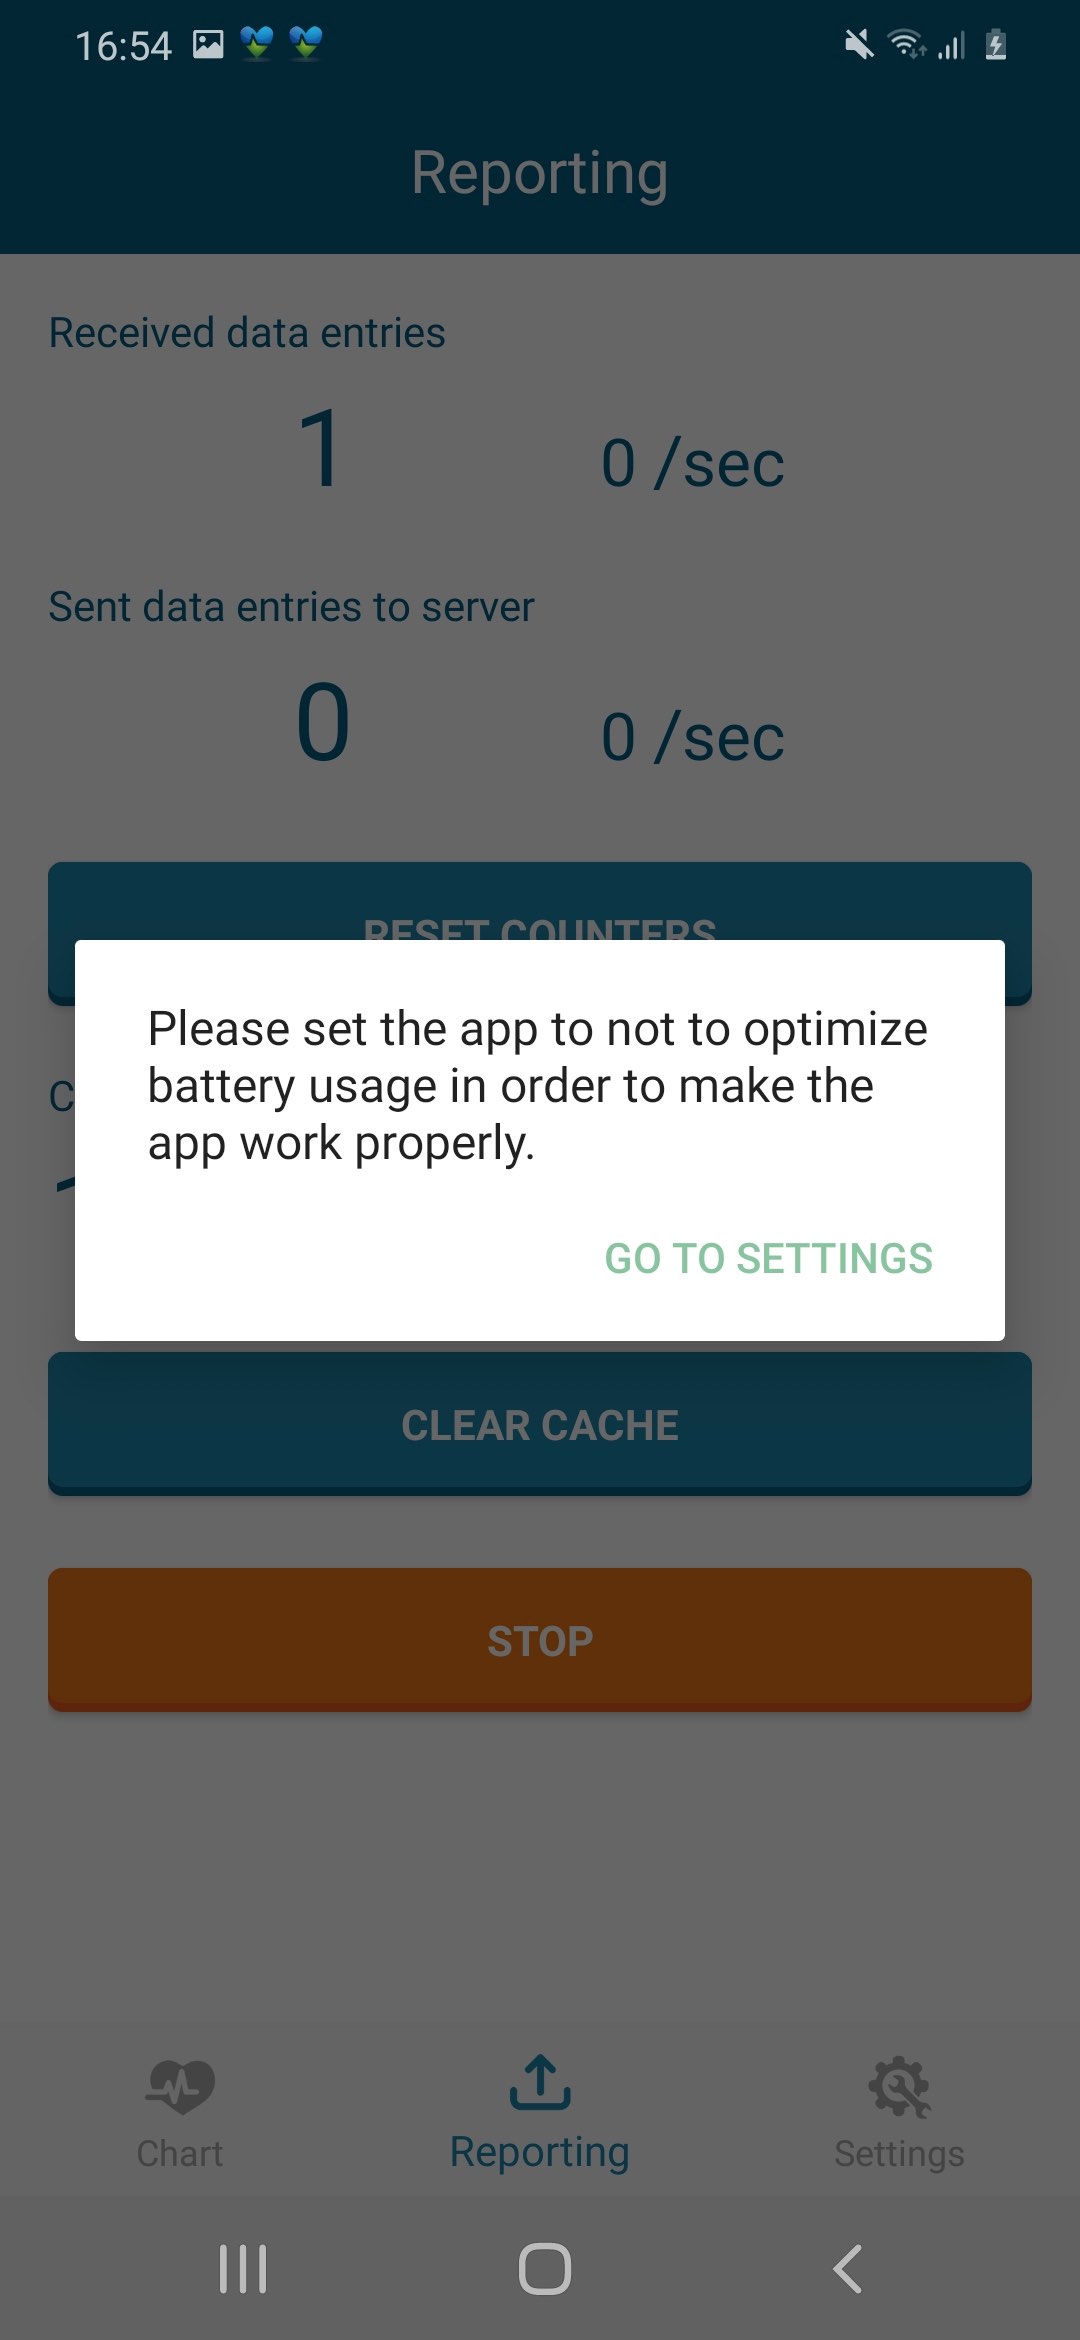 16:54
Reporting
Received data entries
1
0 /sec
Sent data entries to server
0
0 /sec
RESET COUNTERS
Please set the app to not to optimize
battery usage in order to make the
app work properly.
GO TO SETTINGS
CLEAR CACHE
STOP
Chart
Reporting
Settings